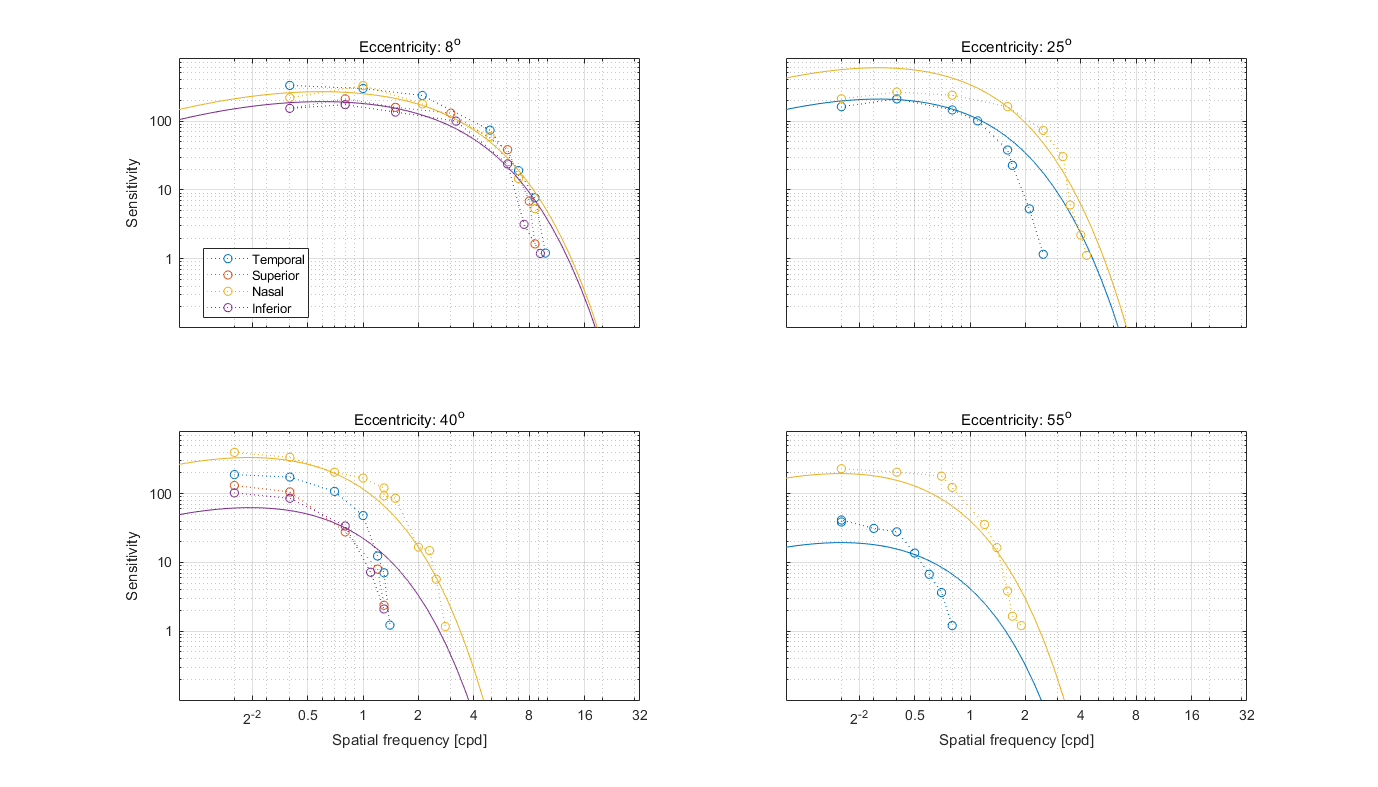 Eccentricity: 8°
Sensitivity
100
10
1
Temporal
Superior
Nasal
Inferior
Eccentricity: 25°
Eccentricity: 40°
Sensitivity
100
10
1
2⁻² 0.5 1 2 4 8 16 32
Spatial frequency [cpd]
Eccentricity: 55°
2⁻² 0.5 1 2 4 8 16 32
Spatial frequency [cpd]